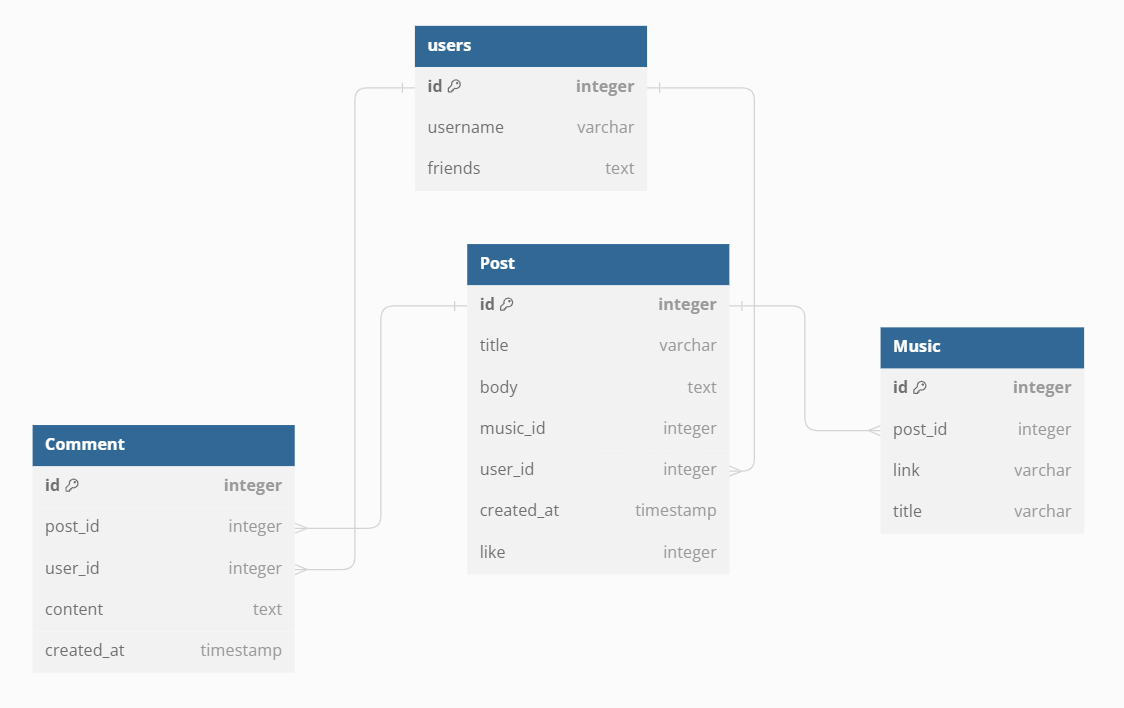 users
id integer
username varchar
friends text
Post
id integer
title varchar
body text
music_id integer
user_id integer
created_at timestamp
like integer
Music
id integer
post_id integer
link varchar
title varchar
Comment
id integer
post_id integer
user_id integer
content text
created_at timestamp